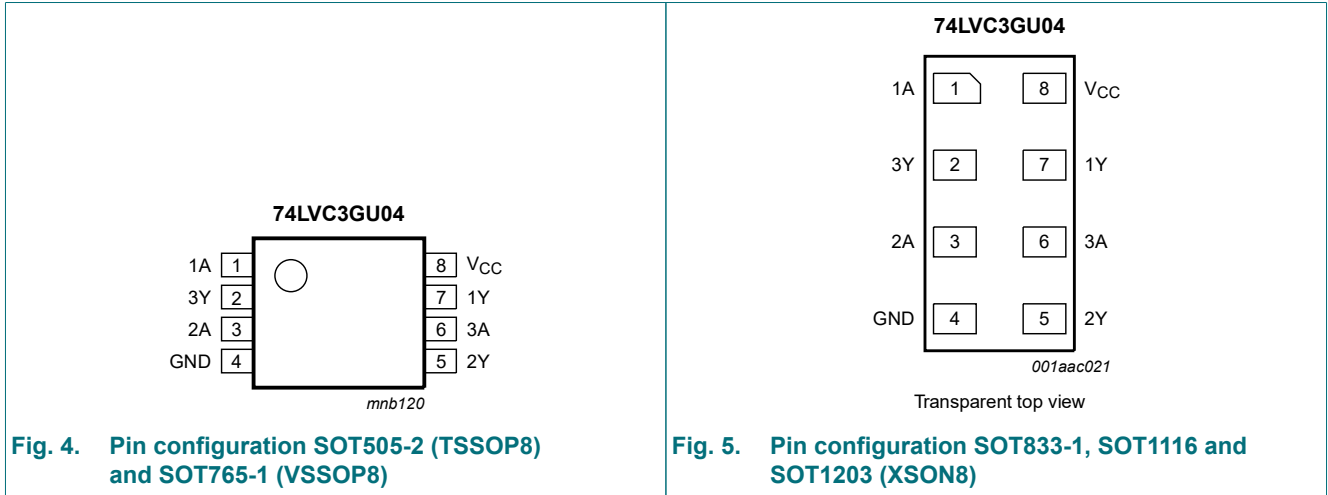 74LVC3GU04
1A 1 8 VCC
3Y 2 7 1Y
2A 3 6 3A
GND 4 5 2Y
mnb120
Fig. 4. Pin configuration SOT505-2 (TSSOP8)
and SOT765-1 (VSSOP8)
74LVC3GU04
1A 1 8 VCC
3Y 2 7 1Y
2A 3 6 3A
GND 4 5 2Y
001aac021
Transparent top view
Fig. 5. Pin configuration SOT833-1, SOT1116 and
SOT1203 (XSON8)